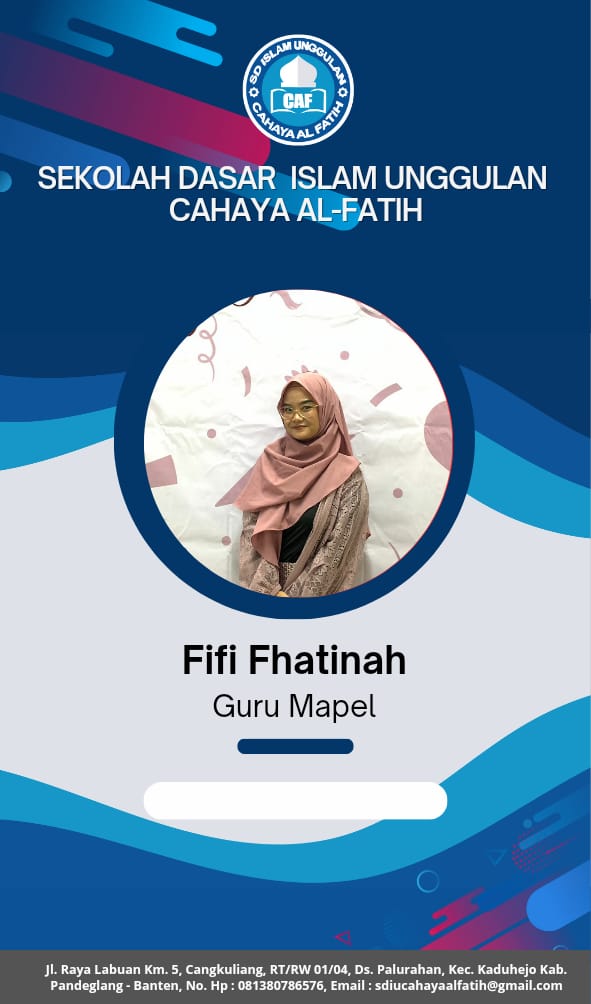 SD ISLAM UNGGULAN
CAF
CAHAYA AL FATIH
SEKOLAH DASAR ISLAM UNGGULAN
CAHAYA AL-FATIH
Fifi Fhatinah
Guru Mapel
Jl. Raya Labuan Km. 5, Cangkuliang, RT/RW 01/04, Ds. Palurahan, Kec. Kaduhejo Kab.
Pandeglang - Banten, No. Hp : 081380786576, Email : sdiucahayaalfatih@gmail.com